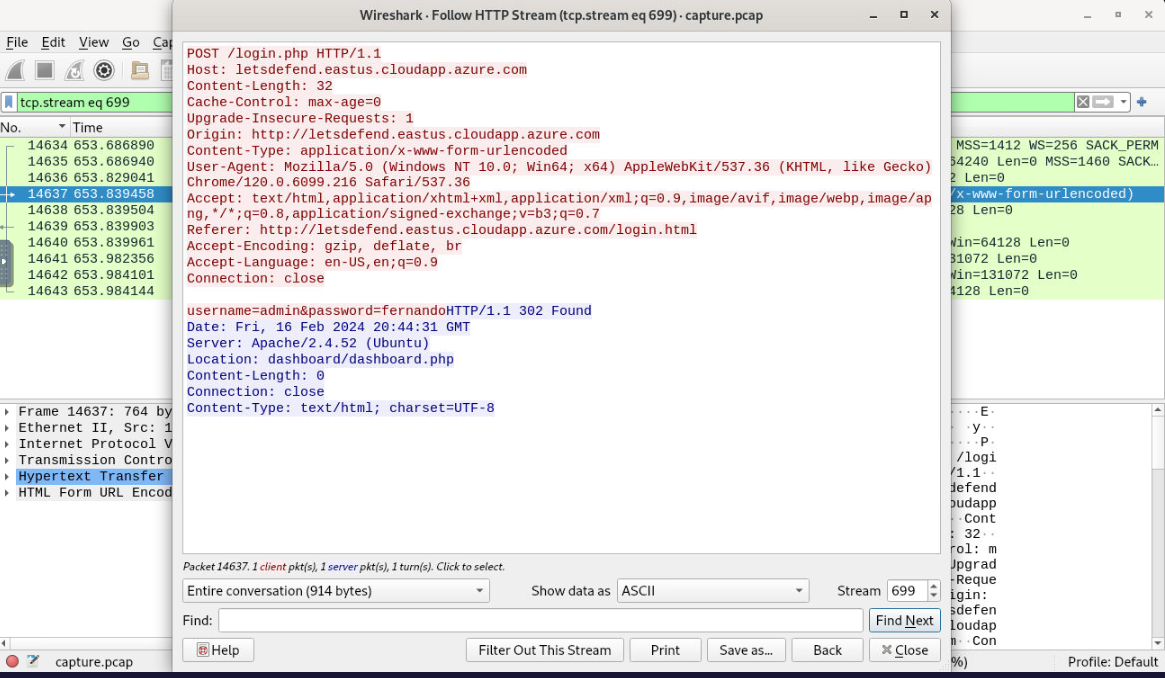 Wireshark · Follow HTTP Stream (tcp.stream eq 699) · capture.pcap
File Edit View Go Cap
tcp.stream eq 699
No. Time
14634 653.686890
14635 653.686940
14636 653.829041
14637 653.839458
14638 653.839504
14639 653.839903
14640 653.839961
14641 653.982356
14642 653.984101
14643 653.984144
MSS=1412 WS=256 SACK_PERM
64240 Len=0 MSS=1460 SACK…
2 Len=0
/x-www-form-urlencoded)
28 Len=0
Win=64128 Len=0
31072 Len=0
Win=131072 Len=0
4128 Len=0
POST /login.php HTTP/1.1
Host: letsdefend.eastus.cloudapp.azure.com
Content-Length: 32
Cache-Control: max-age=0
Upgrade-Insecure-Requests: 1
Origin: http://letsdefend.eastus.cloudapp.azure.com
Content-Type: application/x-www-form-urlencoded
User-Agent: Mozilla/5.0 (Windows NT 10.0; Win64; x64) AppleWebKit/537.36 (KHTML, like Gecko)
Chrome/120.0.6099.216 Safari/537.36
Accept: text/html,application/xhtml+xml,application/xml;q=0.9,image/avif,image/webp,image/ap
ng,*/*;q=0.8,application/signed-exchange;v=b3;q=0.7
Referer: http://letsdefend.eastus.cloudapp.azure.com/login.html
Accept-Encoding: gzip, deflate, br
Accept-Language: en-US,en;q=0.9
Connection: close
username=admin&password=fernandoHTTP/1.1 302 Found
Date: Fri, 16 Feb 2024 20:44:31 GMT
Server: Apache/2.4.52 (Ubuntu)
Location: dashboard/dashboard.php
Content-Length: 0
Connection: close
Content-Type: text/html; charset=UTF-8
Frame 14637: 764 by
Ethernet II, Src: 1
Internet Protocol V
Transmission Contro
Hypertext Transfer
HTML Form URL Encod
····E·
·y··
····P·
/logi
/1.1··
defend
oudapp
··Cont
: 32··
rol: m
Upgrad
-Reque
igin:
sdefen
loudap
m··Con
Packet 14637. 1 client pkt(s), 1 server pkt(s), 1 turn(s). Click to select.
Entire conversation (914 bytes) Show data as ASCII Stream 699
Find: Find Next
Help Filter Out This Stream Print Save as… Back Close
capture.pcap %) Profile: Default